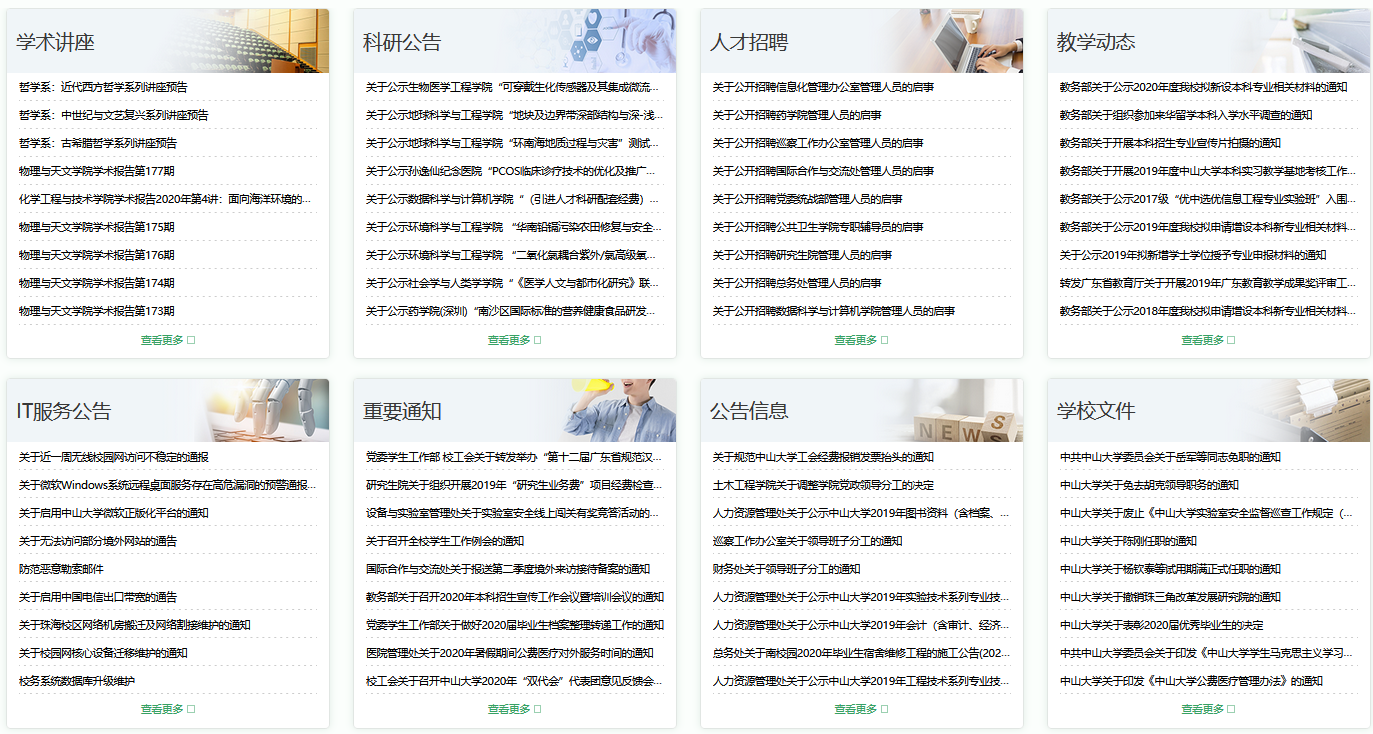 学术讲座
哲学系：近代西方哲学系列讲座预告
哲学系：中世纪与文艺复兴系列讲座预告
哲学系：古希腊哲学系列讲座预告
物理与天文学院学术报告第177期
化学工程与技术学院学术报告2020年第4讲：面向海洋环境的...
物理与天文学院学术报告第175期
物理与天文学院学术报告第176期
物理与天文学院学术报告第174期
物理与天文学院学术报告第173期
查看更多
科研公告
关于公示生物医学工程学院“可穿戴生化传感器及其集成微流...
关于公示地球科学与工程学院“地块及边界带深部结构与深-浅...
关于公示地球科学与工程学院“环南海地质过程与灾害”测试...
关于公示孙逸仙纪念医院“PCOS临床诊疗技术的优化及推广...
关于公示数据科学与计算机学院“（引进人才科研配套经费）...
关于公示环境科学与工程学院 “华南铅镉污染农田修复与安全...
关于公示环境科学与工程学院 “二氧化氯耦合紫外/氯高级氧...
关于公示社会学与人类学学院“《医学人文与都市化研究》联...
关于公示药学院(深圳)“南沙区国际标准的营养健康食品研发...
查看更多
人才招聘
关于公开招聘信息化管理办公室管理人员的启事
关于公开招聘药学院管理人员的启事
关于公开招聘巡察工作办公室管理人员的启事
关于公开招聘国际合作与交流处管理人员的启事
关于公开招聘党委统战部管理人员的启事
关于公开招聘公共卫生学院专职辅导员的启事
关于公开招聘研究生院管理人员的启事
关于公开招聘总务处管理人员的启事
关于公开招聘数据科学与计算机学院管理人员的启事
查看更多
教学动态
教务部关于公示2020年度我校拟新设本科专业相关材料的通知
教务部关于组织参加来华留学本科入学水平调查的通知
教务部关于开展本科招生专业宣传片拍摄的通知
教务部关于开展2019年度中山大学本科实习教学基地考核工作...
教务部关于公示2017级“优中选优信息工程专业实验班”入围...
教务部关于公示2019年度我校拟申请增设本科新专业相关材料...
关于公示2019年拟新增学士学位授予专业申报材料的通知
转发广东省教育厅关于开展2019年广东教育教学成果奖评审工...
教务部关于公示2018年度我校拟申请增设本科新专业相关材料...
查看更多
IT服务公告
关于近一周无线校园网访问不稳定的通报
关于微软Windows系统远程桌面服务存在高危漏洞的预警通报...
关于启用中山大学微软正版化平台的通知
关于无法访问部分境外网站的通告
防范恶意勒索邮件
关于启用中国电信出口带宽的通告
关于珠海校区网络机房搬迁及网络割接维护的通知
关于校园网核心设备迁移维护的通知
校务系统数据库升级维护
查看更多
重要通知
党委学生工作部 校工会关于转发举办“第十二届广东省规范汉...
研究生院关于组织开展2019年“研究生业务费”项目经费检查...
设备与实验室管理处关于实验室安全线上闯关有奖竞答活动的...
关于召开全校学生工作例会的通知
国际合作与交流处关于报送第二季度境外来访接待备案的通知
教务部关于召开2020年本科招生宣传工作会议暨培训会议的通知
党委学生工作部关于做好2020届毕业生档案整理转递工作的通知
医院管理处关于2020年暑假期间公费医疗对外服务时间的通知
校工会关于召开中山大学2020年“双代会”代表团意见反馈会...
查看更多
公告信息
NEWS
S
关于规范中山大学工会经费报销发票抬头的通知
土木工程学院关于调整学院党政领导分工的决定
人力资源管理处关于公示中山大学2019年图书资料（含档案、...
巡察工作办公室关于领导班子分工的通知
财务处关于领导班子分工的通知
人力资源管理处关于公示中山大学2019年实验技术系列专业技...
人力资源管理处关于公示中山大学2019年会计（含审计、经济...
总务处关于南校园2020年毕业生宿舍维修工程的施工公告(202...
人力资源管理处关于公示中山大学2019年工程技术系列专业技...
查看更多
学校文件
中共中山大学委员会关于岳军等同志免职的通知
中山大学关于免去胡克领导职务的通知
中山大学关于废止《中山大学实验室安全监督巡查工作规定（...
中山大学关于陈刚任职的通知
中山大学关于杨钦泰等试用期满正式任职的通知
中山大学关于撤销珠三角改革发展研究院的通知
中山大学关于表彰2020届优秀毕业生的决定
中共中山大学委员会关于印发《中山大学学生马克思主义学习...
中山大学关于印发《中山大学公费医疗管理办法》的通知
查看更多